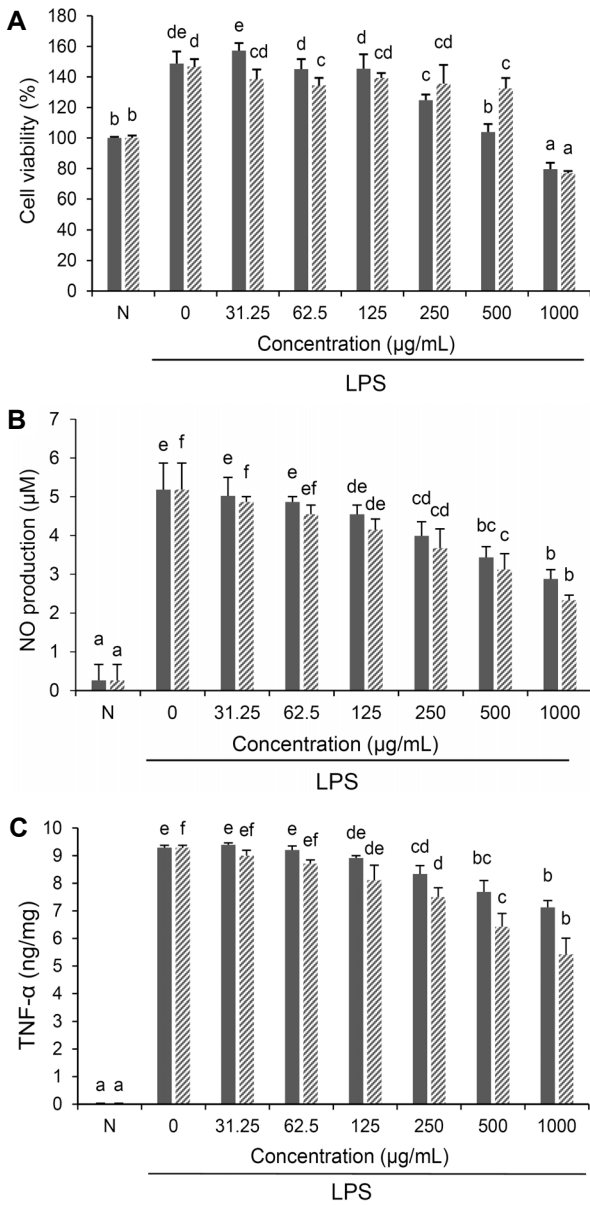 A
Cell viability (%)
180
160
140
120
100
80
60
40
20
0
b b de d e cd d c d cd c cd b c a a
N 0 31.25 62.5 125 250 500 1000
Concentration (µg/mL)
LPS
B
NO production (µM)
7
6
5
4
3
2
1
0
a a e f e f e ef de de cd cd bc c b b
N 0 31.25 62.5 125 250 500 1000
Concentration (µg/mL)
LPS
C
TNF-α (ng/mg)
10
9
8
7
6
5
4
3
2
1
0
a a e f e ef e ef de de cd d bc c b b
N 0 31.25 62.5 125 250 500 1000
Concentration (µg/mL)
LPS